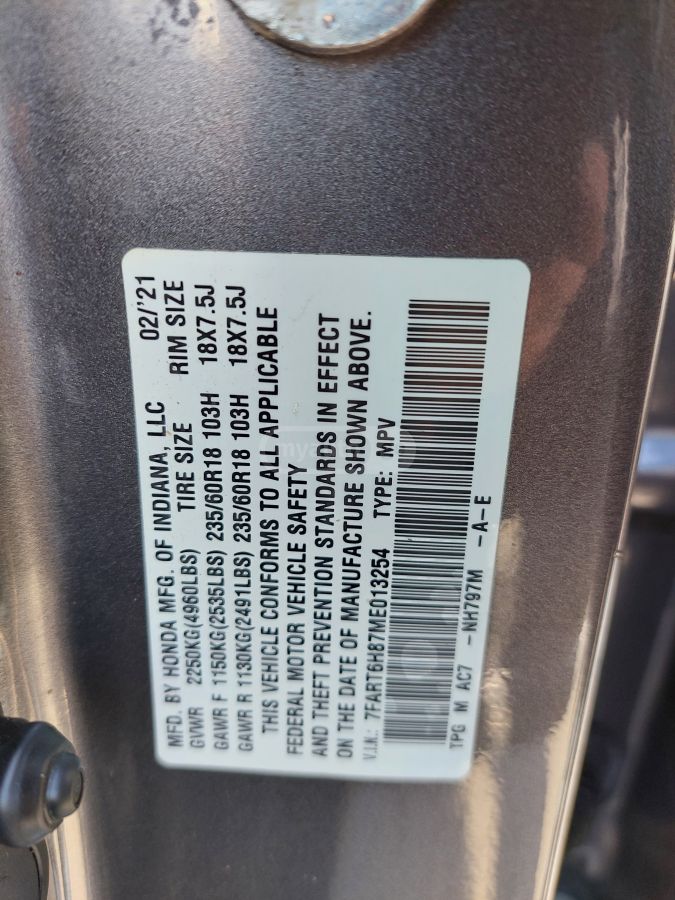 MFD. BY HONDA MFG. OF INDIANA, LLC 02/'21
GVWR 2250KG(4960LBS) TIRE SIZE RIM SIZE
GAWR F 1150KG(2535LBS) 235/60R18 103H 18X7.5J
GAWR R 1130KG(2491LBS) 235/60R18 103H 18X7.5J
THIS VEHICLE CONFORMS TO ALL APPLICABLE
FEDERAL MOTOR VEHICLE SAFETY
AND THEFT PREVENTION STANDARDS IN EFFECT
ON THE DATE OF MANUFACTURE SHOWN ABOVE.
V.I.N.: 7FART6H87ME013254 TYPE: MPV
TPG M AC7 -NH797M -A-E